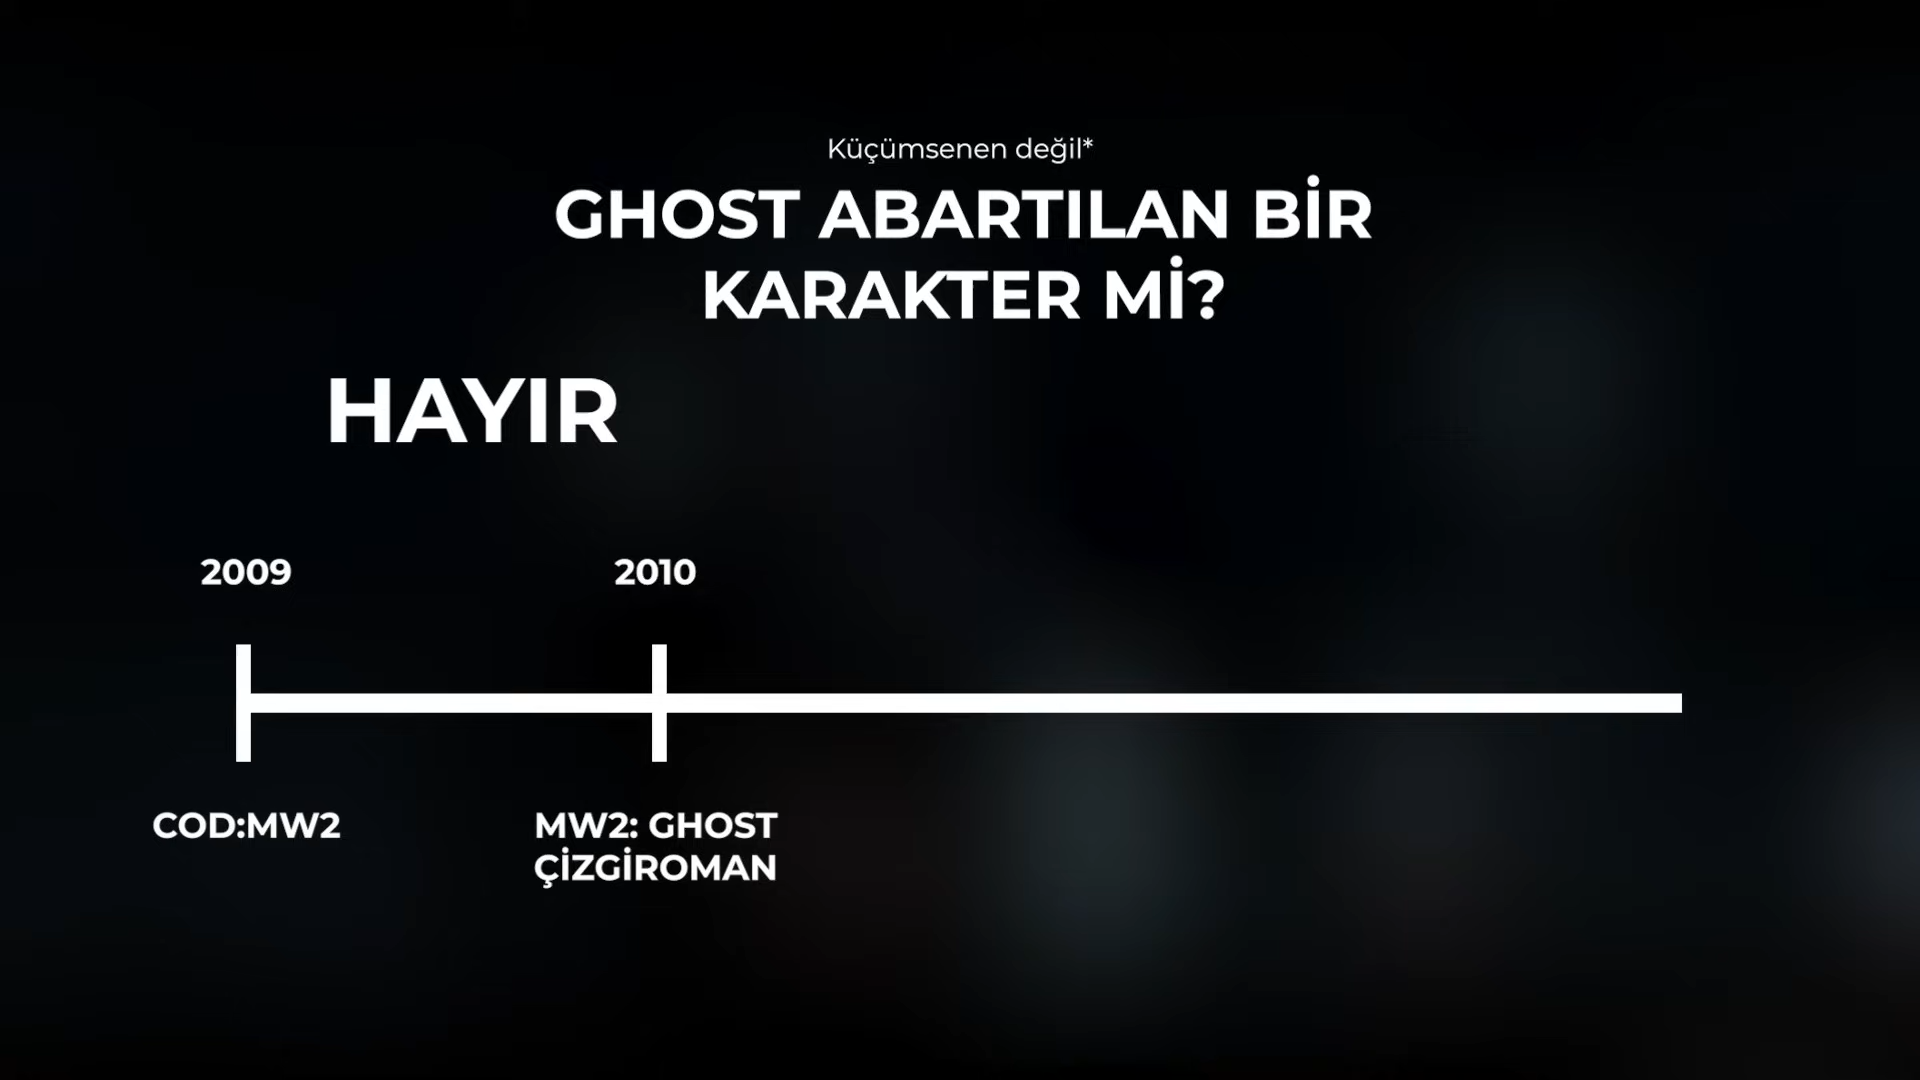 Küçümsenen değil*
GHOST ABARTILAN BİR
KARAKTER Mİ?
HAYIR
2009
2010
COD:MW2
MW2: GHOST
ÇİZGİROMAN